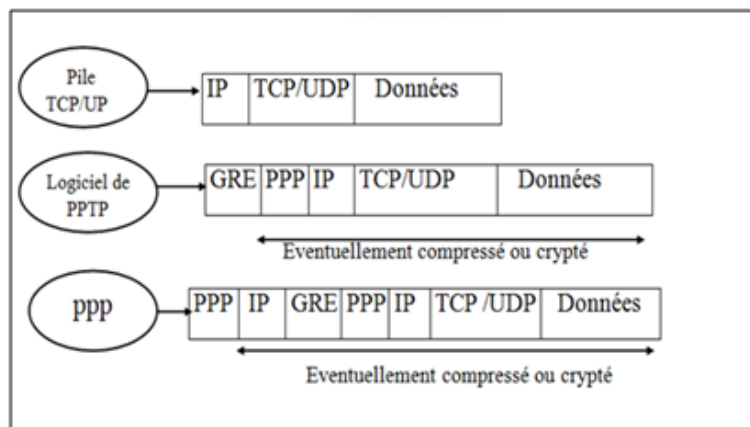 Pile
TCP/UP
IP TCP/UDP Données
Logiciel de
PPTP
GRE PPP IP TCP/UDP Données
Eventuellement compressé ou crypté
ppp
PPP IP GRE PPP IP TCP /UDP Données
Eventuellement compressé ou crypté